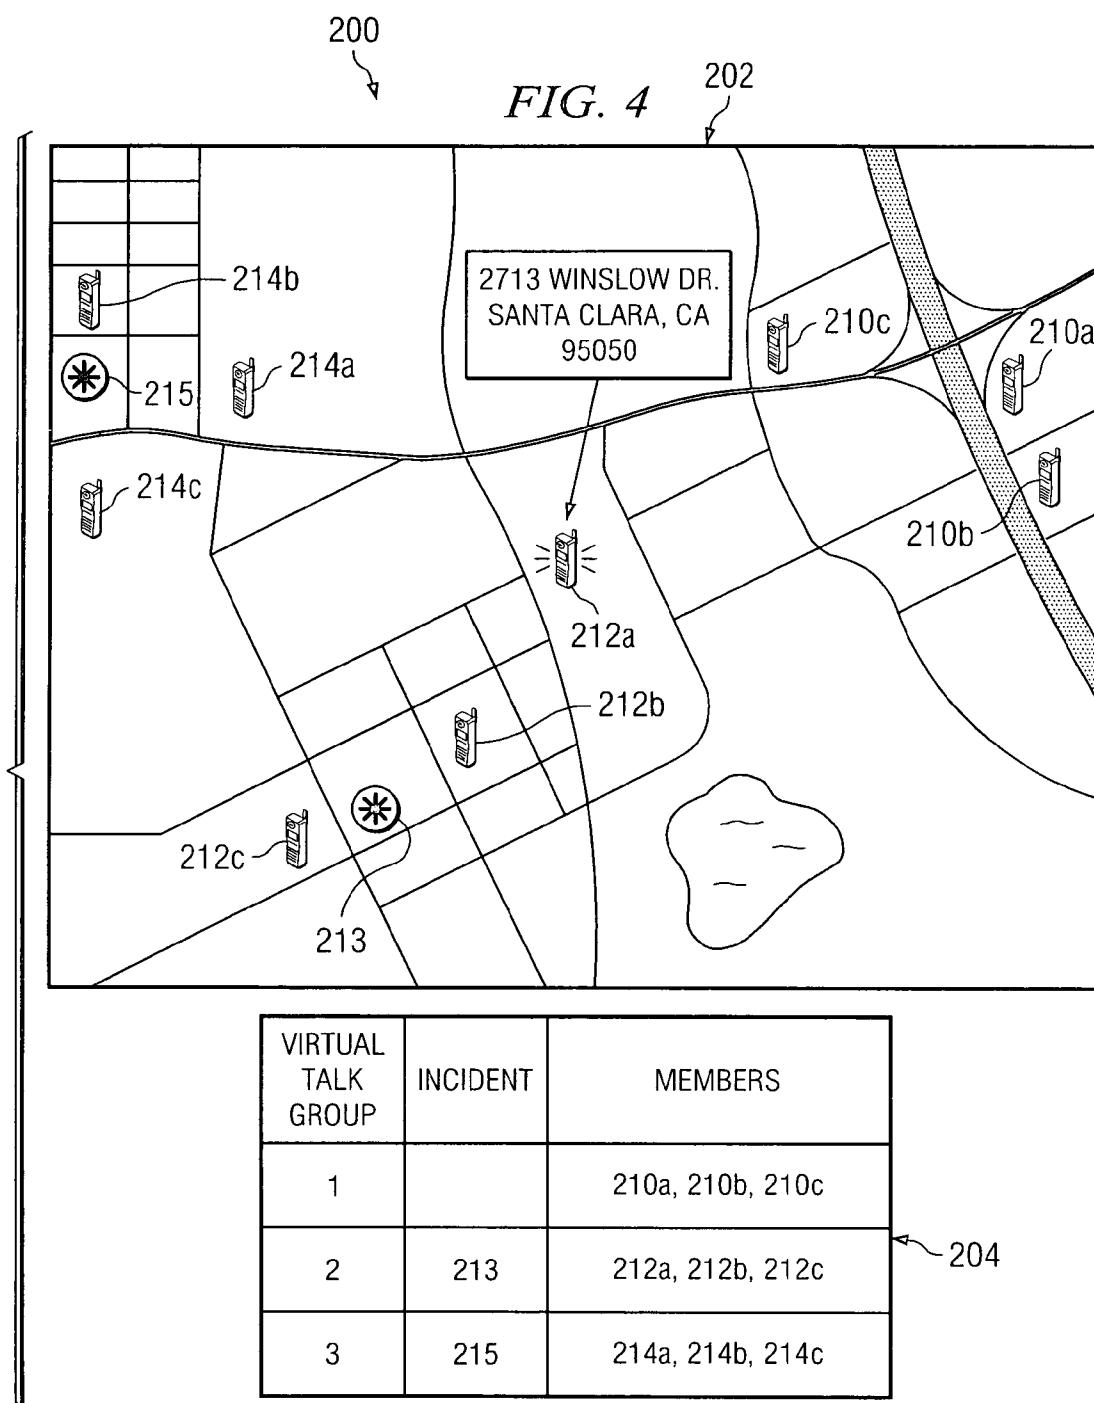 200
FIG. 4
202
2713 WINSLOW DR.
SANTA CLARA, CA
95050
214b
214a
215
210c
210a
214c
210b
212a
212b
212c
213
VIRTUAL TALK GROUP INCIDENT MEMBERS
1 210a, 210b, 210c
2 213 212a, 212b, 212c
3 215 214a, 214b, 214c
204